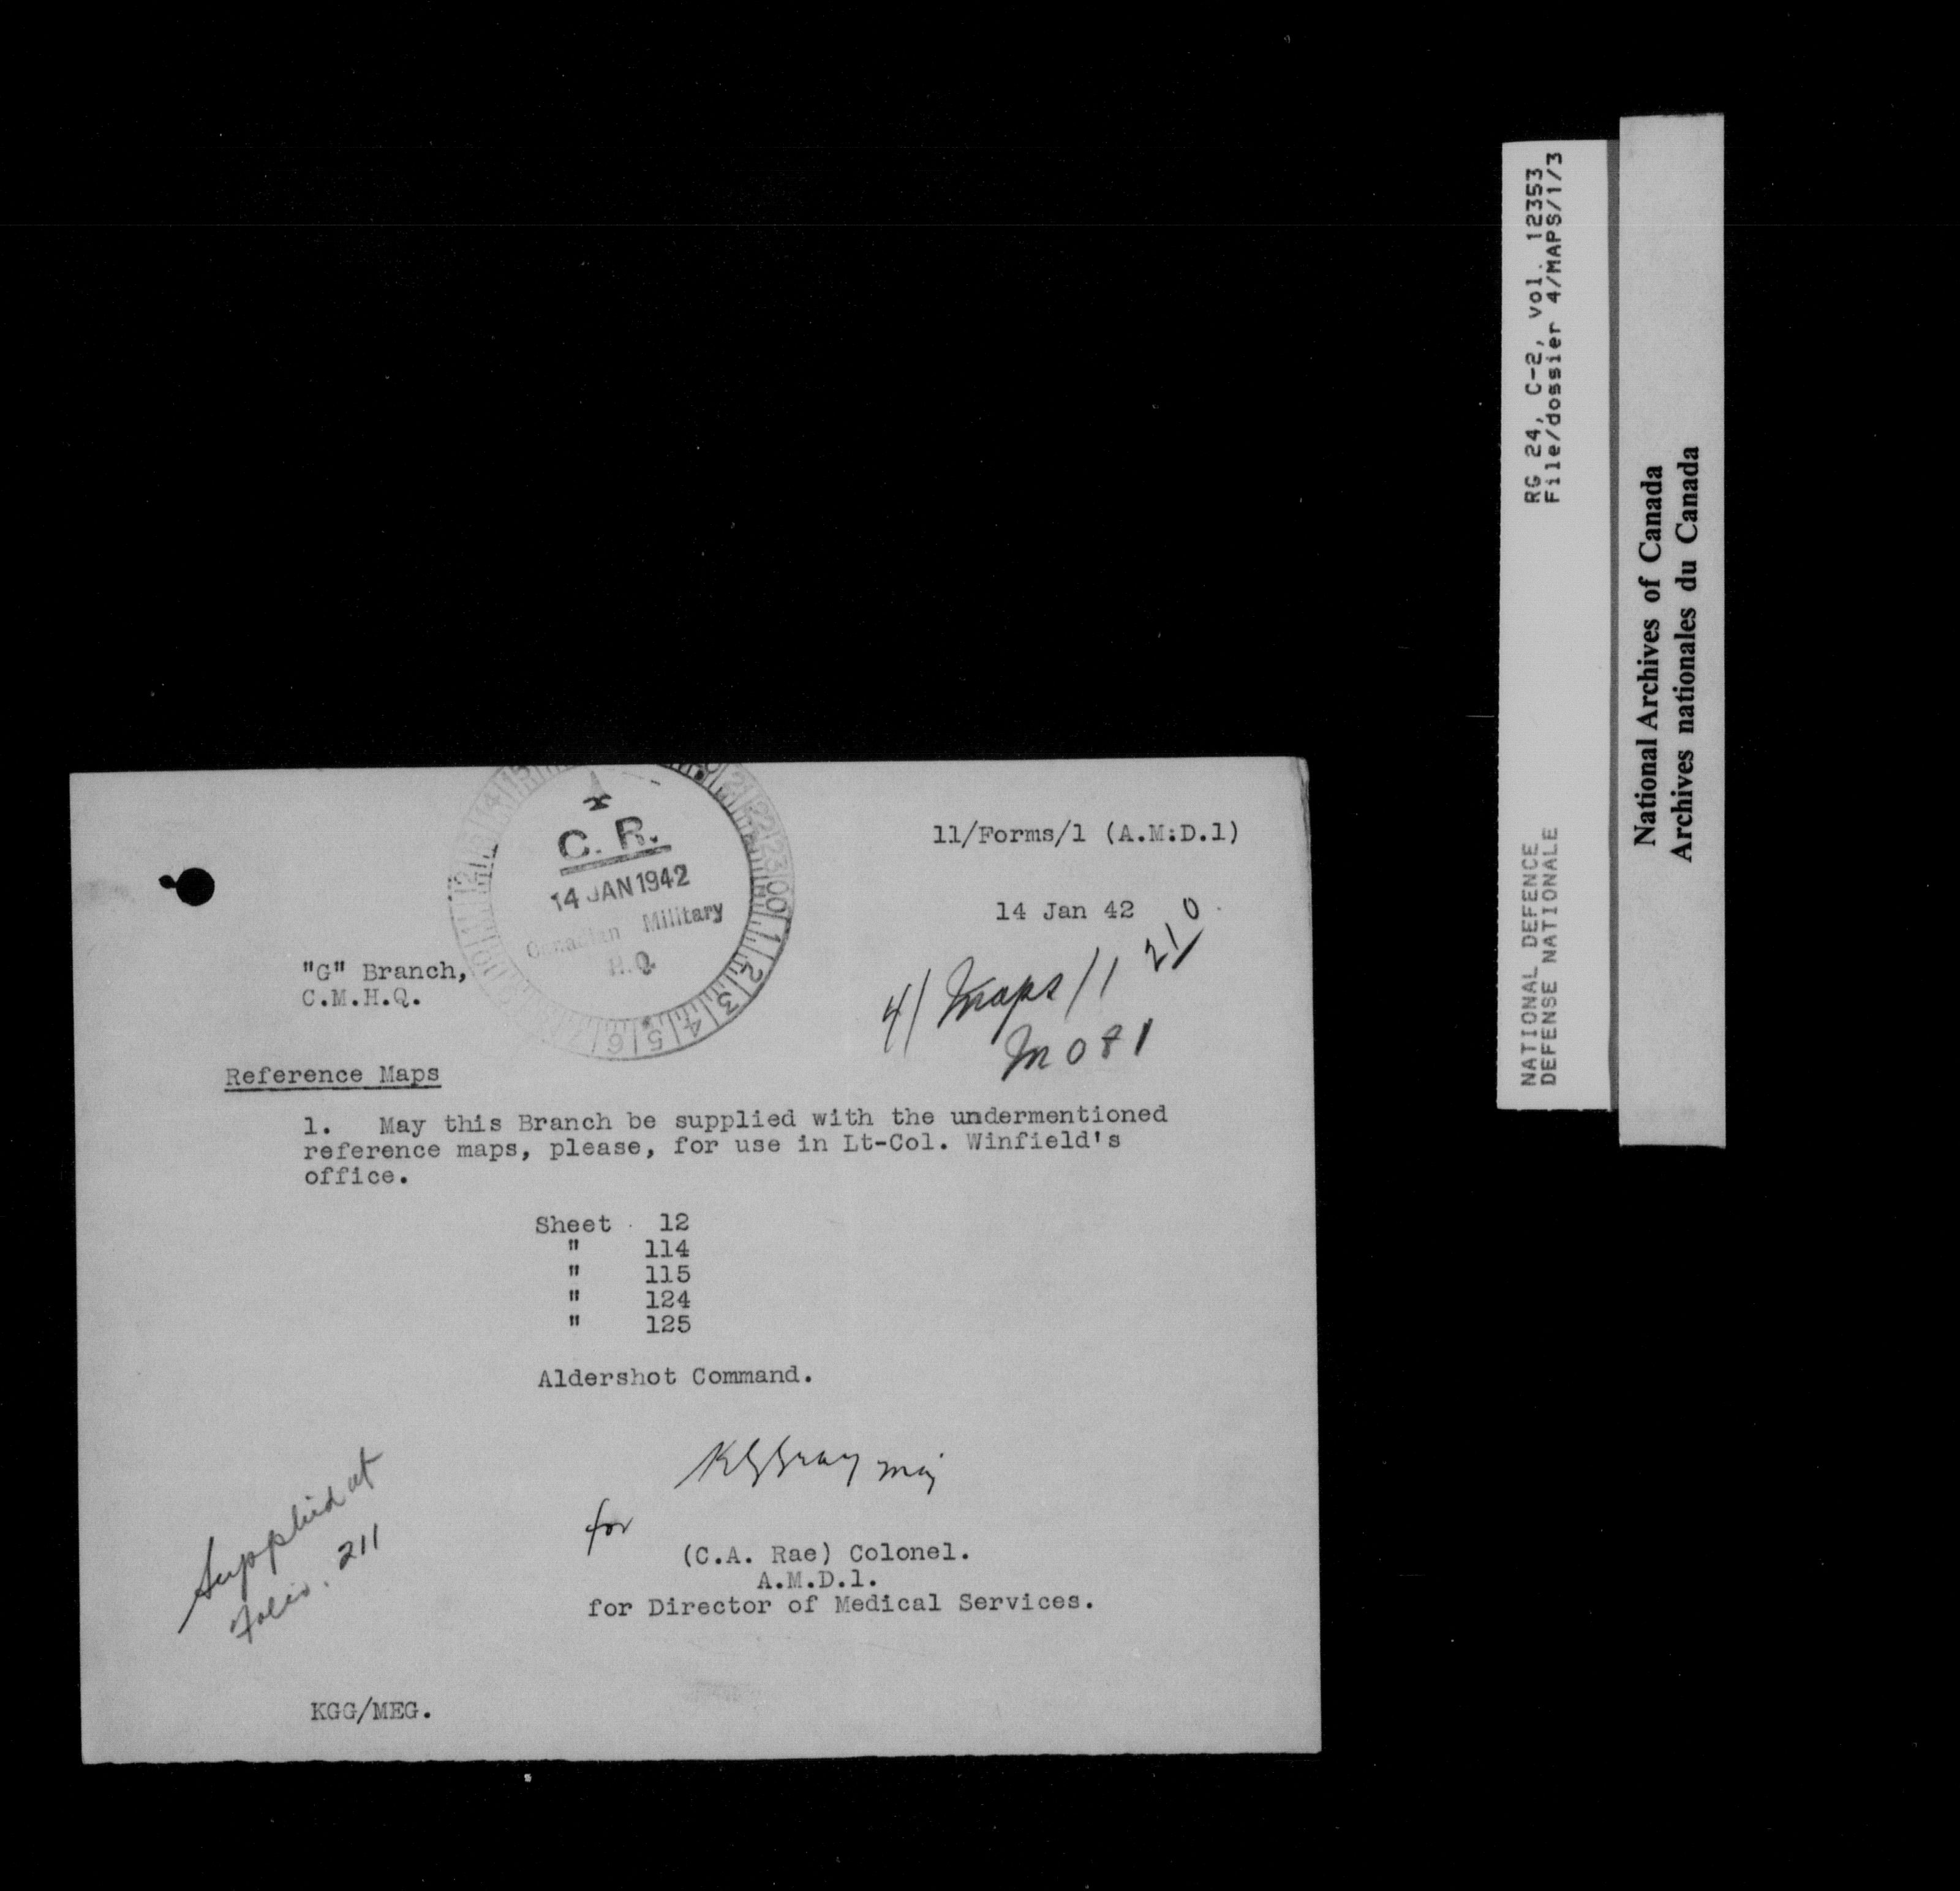 C. R.
14 JAN 1942
Canadian Military
H.Q.
11/Forms/1 (A.M.D.1)
14 Jan 42
210
4/Maps/1
MO 81
"G" Branch,
C.M.H.Q.
Reference Maps
1. May this Branch be supplied with the undermentioned
reference maps, please, for use in Lt-Col. Winfield's
office.
Sheet 12
" 114
" 115
" 124
" 125
Aldershot Command.
Maj
for
(C.A. Rae) Colonel.
A.M.D.1.
for Director of Medical Services.
Supplied at
Folio. 211
KGG/MEG.
RG 24, C-2, vol. 12353
File/dossier 4/MAPS/1/3
NATIONAL DEFENCE
DEFENSE NATIONALE
National Archives of Canada
Archives nationales du Canada